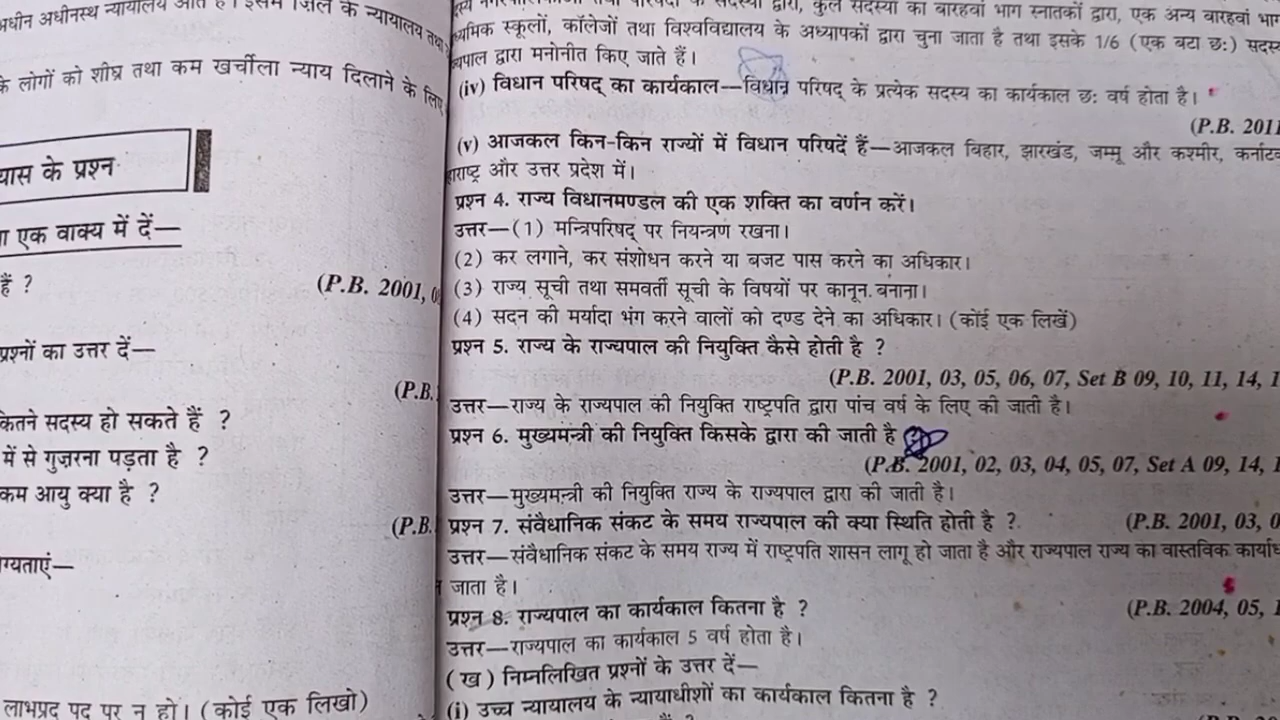 अधीन अधीनस्थ न्यायालय आते हैं। इसमें जिले के न्यायालय तथा
के लोगों को शीघ्र तथा कम खर्चीला न्याय दिलाने के लिए
यास के प्रश्न
एक वाक्य में दें—
हैं ?
(P.B. 2001, 0
प्रश्नों का उत्तर दें—
(P.B.
कितने सदस्य हो सकते हैं ?
में से गुज़रना पड़ता है ?
कम आयु क्या है ?
(P.B.
ग्यताएं—
लाभप्रद पद पर न हो। (कोई एक लिखो)
के सदस्यों द्वारा, कुल सदस्यों का बारहवां भाग स्नातकों द्वारा, एक अन्य बारहवां भाग
ध्यमिक स्कूलों, कॉलेजों तथा विश्वविद्यालय के अध्यापकों द्वारा चुना जाता है तथा इसके 1/6 (एक बटा छ:) सदस्
यपाल द्वारा मनोनीत किए जाते हैं।
(iv) विधान परिषद् का कार्यकाल—विधान परिषद् के प्रत्येक सदस्य का कार्यकाल छ: वर्ष होता है।
(P.B. 2011
(v) आजकल किन-किन राज्यों में विधान परिषदें हैं—आजकल बिहार, झारखंड, जम्मू और कश्मीर, कर्नाटक
हाराष्ट्र और उत्तर प्रदेश में।
प्रश्न 4. राज्य विधानमण्डल की एक शक्ति का वर्णन करें।
उत्तर—(1) मन्त्रिपरिषद् पर नियन्त्रण रखना।
(2) कर लगाने, कर संशोधन करने या बजट पास करने का अधिकार।
(3) राज्य सूची तथा समवर्ती सूची के विषयों पर कानून बनाना।
(4) सदन की मर्यादा भंग करने वालों को दण्ड देने का अधिकार। (कोई एक लिखें)
प्रश्न 5. राज्य के राज्यपाल की नियुक्ति कैसे होती है ?
(P.B. 2001, 03, 05, 06, 07, Set B 09, 10, 11, 14, 1
उत्तर—राज्य के राज्यपाल की नियुक्ति राष्ट्रपति द्वारा पांच वर्ष के लिए की जाती है।
प्रश्न 6. मुख्यमन्त्री की नियुक्ति किसके द्वारा की जाती है ?
(P.B. 2001, 02, 03, 04, 05, 07, Set A 09, 14, 1
उत्तर—मुख्यमन्त्री की नियुक्ति राज्य के राज्यपाल द्वारा की जाती है।
प्रश्न 7. संवैधानिक संकट के समय राज्यपाल की क्या स्थिति होती है ? (P.B. 2001, 03, 0
उत्तर—संवैधानिक संकट के समय राज्य में राष्ट्रपति शासन लागू हो जाता है और राज्यपाल राज्य का वास्तविक कार्याध
न जाता है।
प्रश्न 8. राज्यपाल का कार्यकाल कितना है ? (P.B. 2004, 05, 1
उत्तर—राज्यपाल का कार्यकाल 5 वर्ष होता है।
(ख) निम्नलिखित प्रश्नों के उत्तर दें—
(i) उच्च न्यायालय के न्यायाधीशों का कार्यकाल कितना है ?